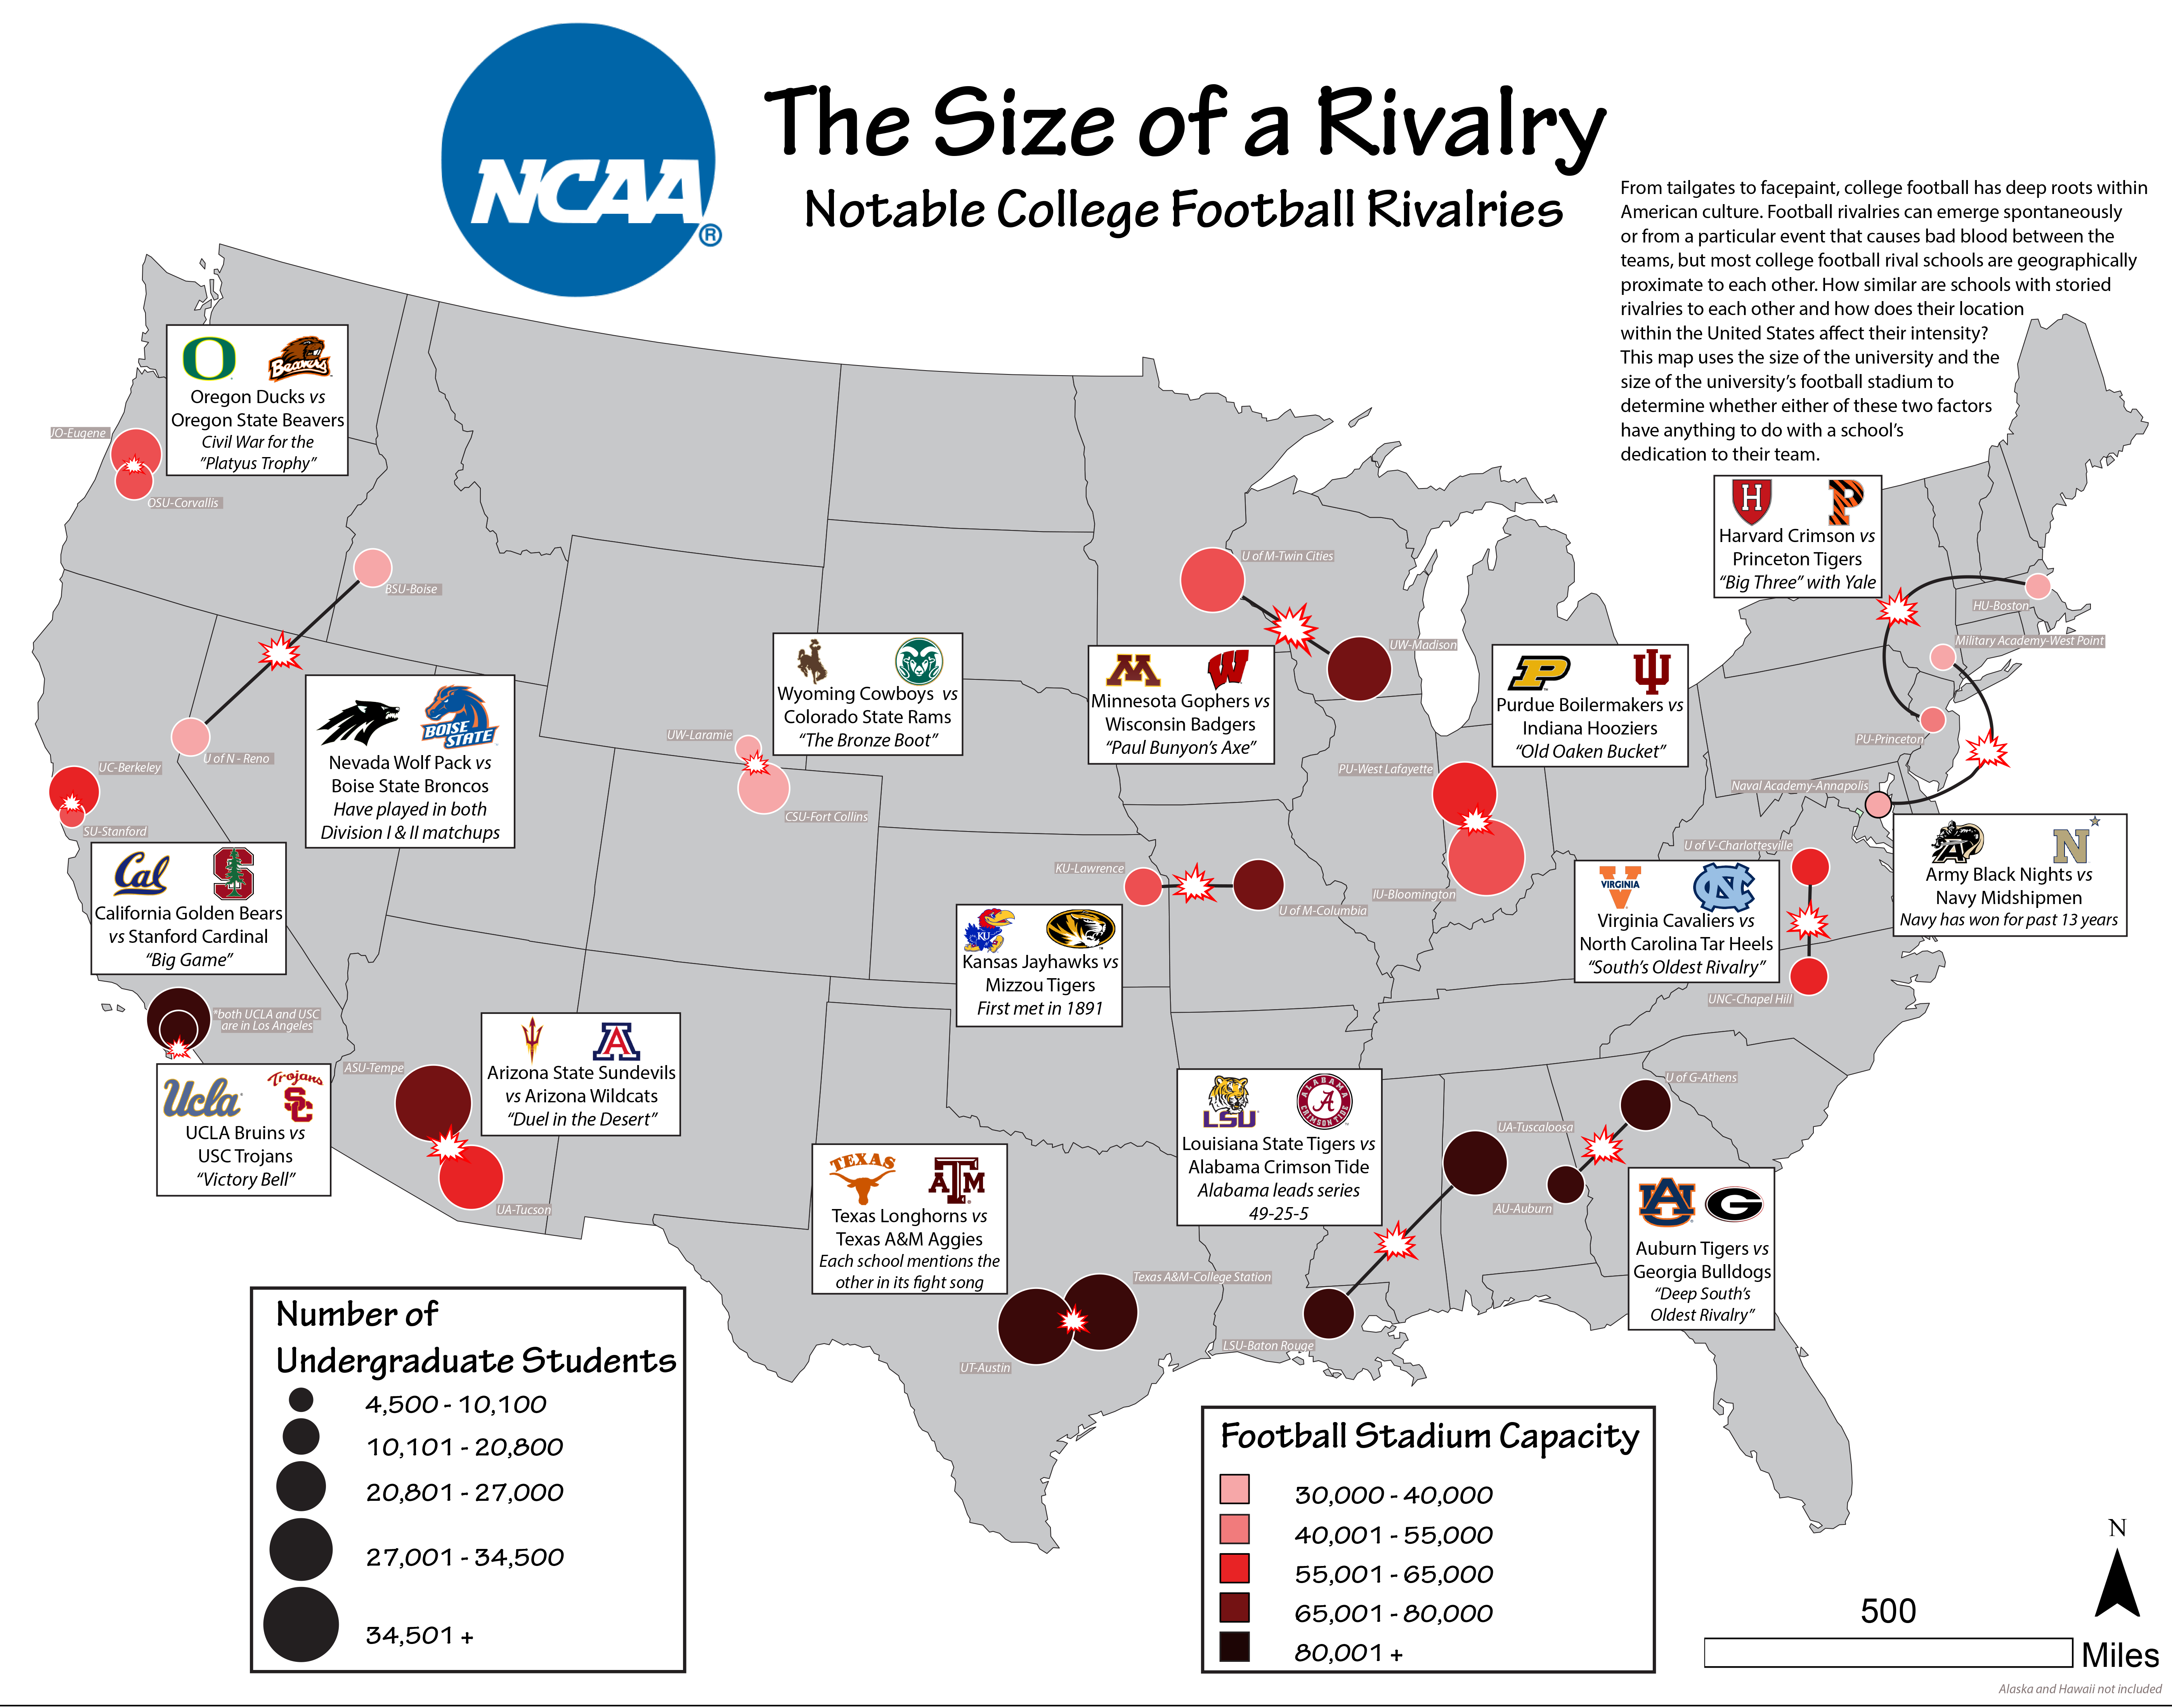 NCAA
®
The Size of a Rivalry
Notable College Football Rivalries
From tailgates to facepaint, college football has deep roots within
American culture. Football rivalries can emerge spontaneously
or from a particular event that causes bad blood between the
teams, but most college football rival schools are geographically
proximate to each other. How similar are schools with storied
rivalries to each other and how does their location
within the United States affect their intensity?
This map uses the size of the university and the
size of the university's football stadium to
determine whether either of these two factors
have anything to do with a school's
dedication to their team.
O
Beavers
Oregon Ducks vs
Oregon State Beavers
Civil War for the
"Platyus Trophy"
UO-Eugene
OSU-Corvallis
BSU-Boise
U of N - Reno
BOISE
STATE
Nevada Wolf Pack vs
Boise State Broncos
Have played in both
Division I & II matchups
UC-Berkeley
SU-Stanford
Cal
S
California Golden Bears
vs Stanford Cardinal
"Big Game"
*both UCLA and USC
are in Los Angeles
Ucla
Trojans
SC
UCLA Bruins vs
USC Trojans
"Victory Bell"
ASU-Tempe
UA-Tucson
A
Arizona State Sundevils
vs Arizona Wildcats
"Duel in the Desert"
Wyoming Cowboys vs
Colorado State Rams
"The Bronze Boot"
UW-Laramie
CSU-Fort Collins
U of M-Twin Cities
UW-Madison
M
W
Minnesota Gophers vs
Wisconsin Badgers
"Paul Bunyon's Axe"
P
IU
Purdue Boilermakers vs
Indiana Hooziers
"Old Oaken Bucket"
PU-West Lafayette
IU-Bloomington
KU-Lawrence
U of M-Columbia
KU
Kansas Jayhawks vs
Mizzou Tigers
First met in 1891
H
P
Harvard Crimson vs
Princeton Tigers
"Big Three" with Yale
HU-Boston
Military Academy-West Point
PU-Princeton
Naval Academy-Annapolis
A
N
Army Black Nights vs
Navy Midshipmen
Navy has won for past 13 years
U of V-Charlottesville
UNC-Chapel Hill
VIRGINIA
V
NC
Virginia Cavaliers vs
North Carolina Tar Heels
"South's Oldest Rivalry"
TEXAS
ATM
Texas Longhorns vs
Texas A&M Aggies
Each school mentions the
other in its fight song
UT-Austin
Texas A&M-College Station
LSU
ALABAMA
A
CRIMSON TIDE
Louisiana State Tigers vs
Alabama Crimson Tide
Alabama leads series
49-25-5
LSU-Baton Rouge
UA-Tuscaloosa
AU-Auburn
U of G-Athens
AU
G
Auburn Tigers vs
Georgia Bulldogs
"Deep South's
Oldest Rivalry"
Number of
Undergraduate Students
4,500 - 10,100
10,101 - 20,800
20,801 - 27,000
27,001 - 34,500
34,501 +
Football Stadium Capacity
30,000 - 40,000
40,001 - 55,000
55,001 - 65,000
65,001 - 80,000
80,001 +
N
500
Miles
Alaska and Hawaii not included